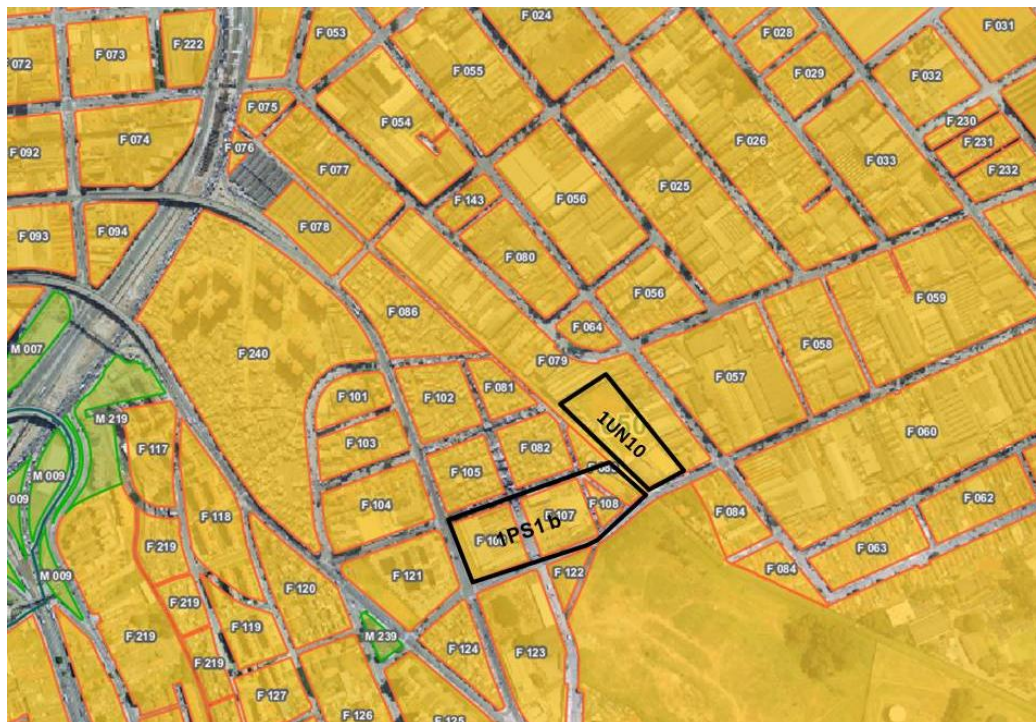 F 024
F 031
F 053
F 028
F 222
F 073
F 072
F 055
F 029
F 032
F 075
F 230
F 054
F 074
F 026
F 231
F 076
F 092
F 033
F 077
F 232
F 025
F 143
F 056
F 078
F 094
F 093
F 080
F 056
F 059
F 086
F 064
F 058
M 007
F 240
F 079
F 057
F 081
F 101
F 102
M 219
1UN10
F 060
F 103
F 082
F 117
F 105
M 009
009
F 062
F 104
F 107
F 108
F 084
F 118
1PS1b
F 063
F 219
F 121
F 122
F 084
M 009
F 120
F 219
F 119
F 219
M 239
F 124
F 123
F 219
F 127
F 126